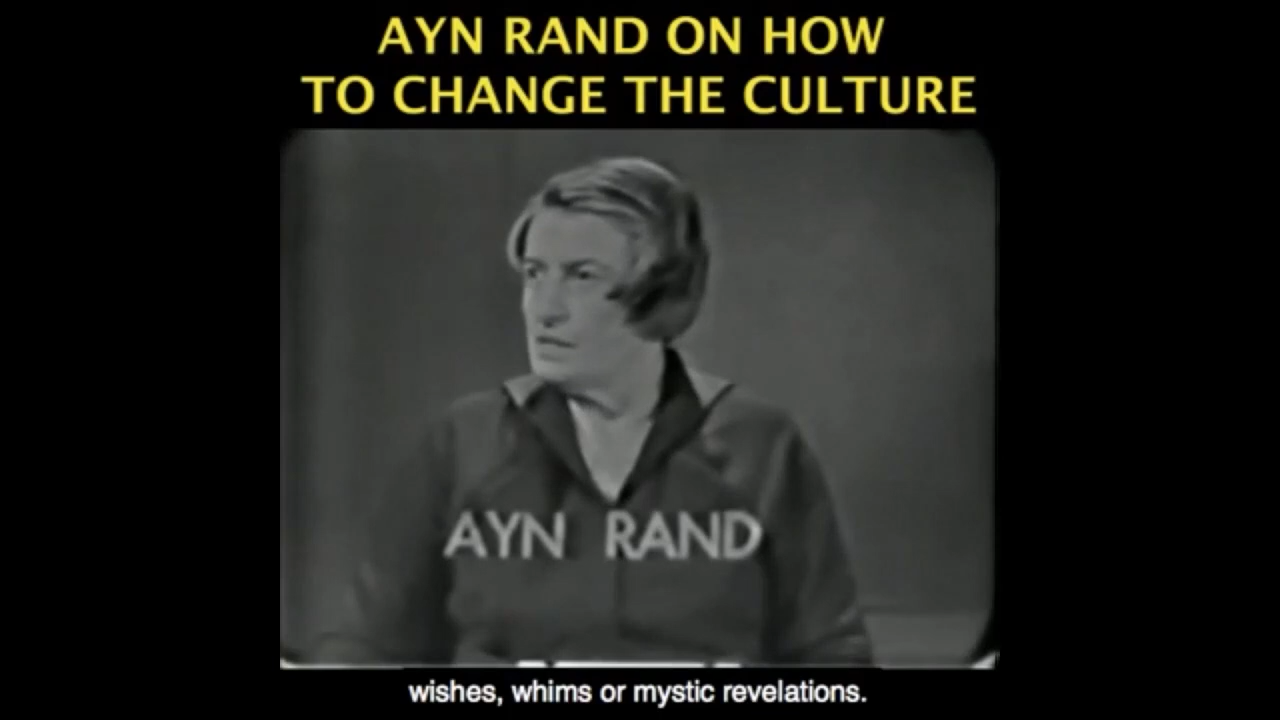 AYN RAND ON HOW
TO CHANGE THE CULTURE
AYN RAND
wishes, whims or mystic revelations.